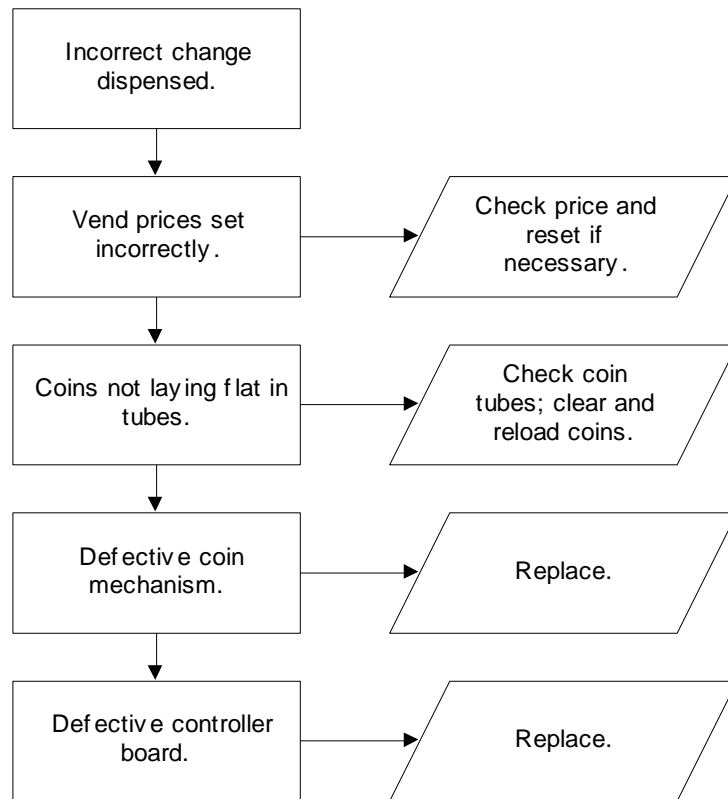 Incorrect change
dispensed.
Vend prices set
incorrectly.
Check price and
reset if
necessary.
Coins not laying flat in
tubes.
Check coin
tubes; clear and
reload coins.
Defective coin
mechanism.
Replace.
Defective controller
board.
Replace.